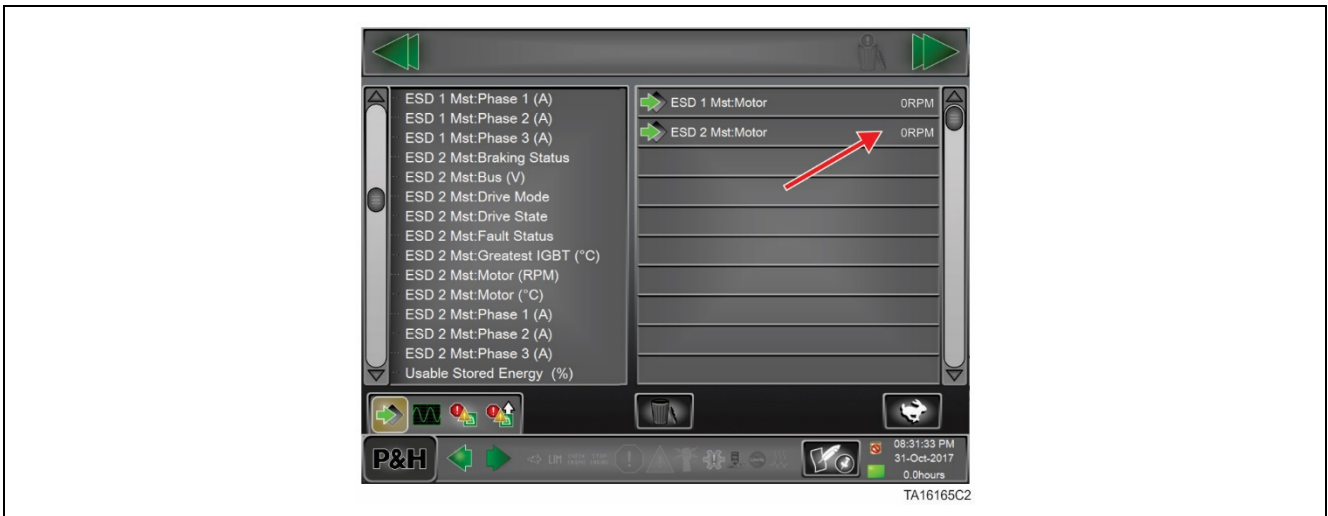 ESD 1 Mst:Phase 1 (A)
ESD 1 Mst:Phase 2 (A)
ESD 1 Mst:Phase 3 (A)
ESD 2 Mst:Braking Status
ESD 2 Mst:Bus (V)
ESD 2 Mst:Drive Mode
ESD 2 Mst:Drive State
ESD 2 Mst:Fault Status
ESD 2 Mst:Greatest IGBT (°C)
ESD 2 Mst:Motor (RPM)
ESD 2 Mst:Motor (°C)
ESD 2 Mst:Phase 1 (A)
ESD 2 Mst:Phase 2 (A)
ESD 2 Mst:Phase 3 (A)
Usable Stored Energy (%)
ESD 1 Mst:Motor 0RPM
ESD 2 Mst:Motor 0RPM
P&H
LIM
08:31:33 PM
31-Oct-2017
0.0hours
TA16165C2